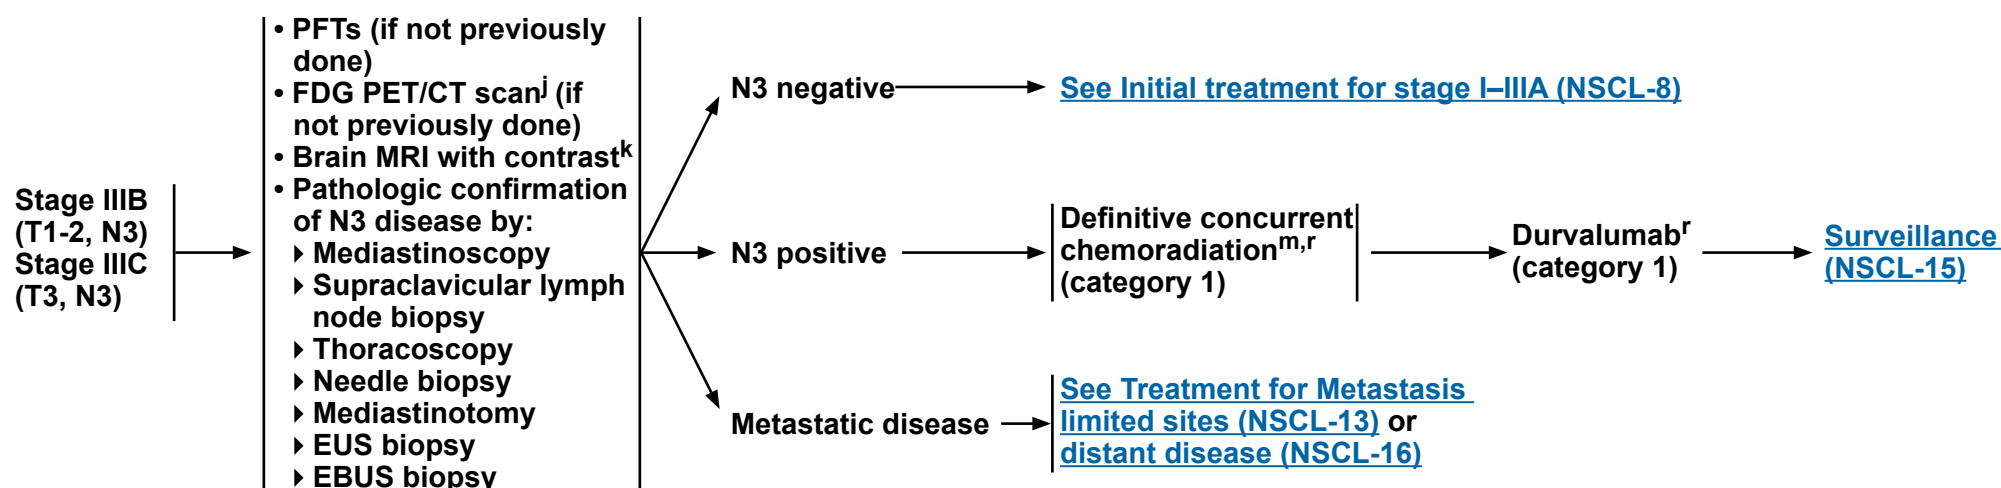 Stage IIIB
(T1-2, N3)
Stage IIIC
(T3, N3)
• PFTs (if not previously
done)
• FDG PET/CT scanj (if
not previously done)
• Brain MRI with contrastk
• Pathologic confirmation
of N3 disease by:
▸ Mediastinoscopy
▸ Supraclavicular lymph
node biopsy
▸ Thoracoscopy
▸ Needle biopsy
▸ Mediastinotomy
▸ EUS biopsy
▸ EBUS biopsy
N3 negative
See Initial treatment for stage I–IIIA (NSCL-8)
N3 positive
Definitive concurrent
chemoradiationm,r
(category 1)
Durvalumabr
(category 1)
Surveillance
(NSCL-15)
Metastatic disease
See Treatment for Metastasis
limited sites (NSCL-13) or
distant disease (NSCL-16)